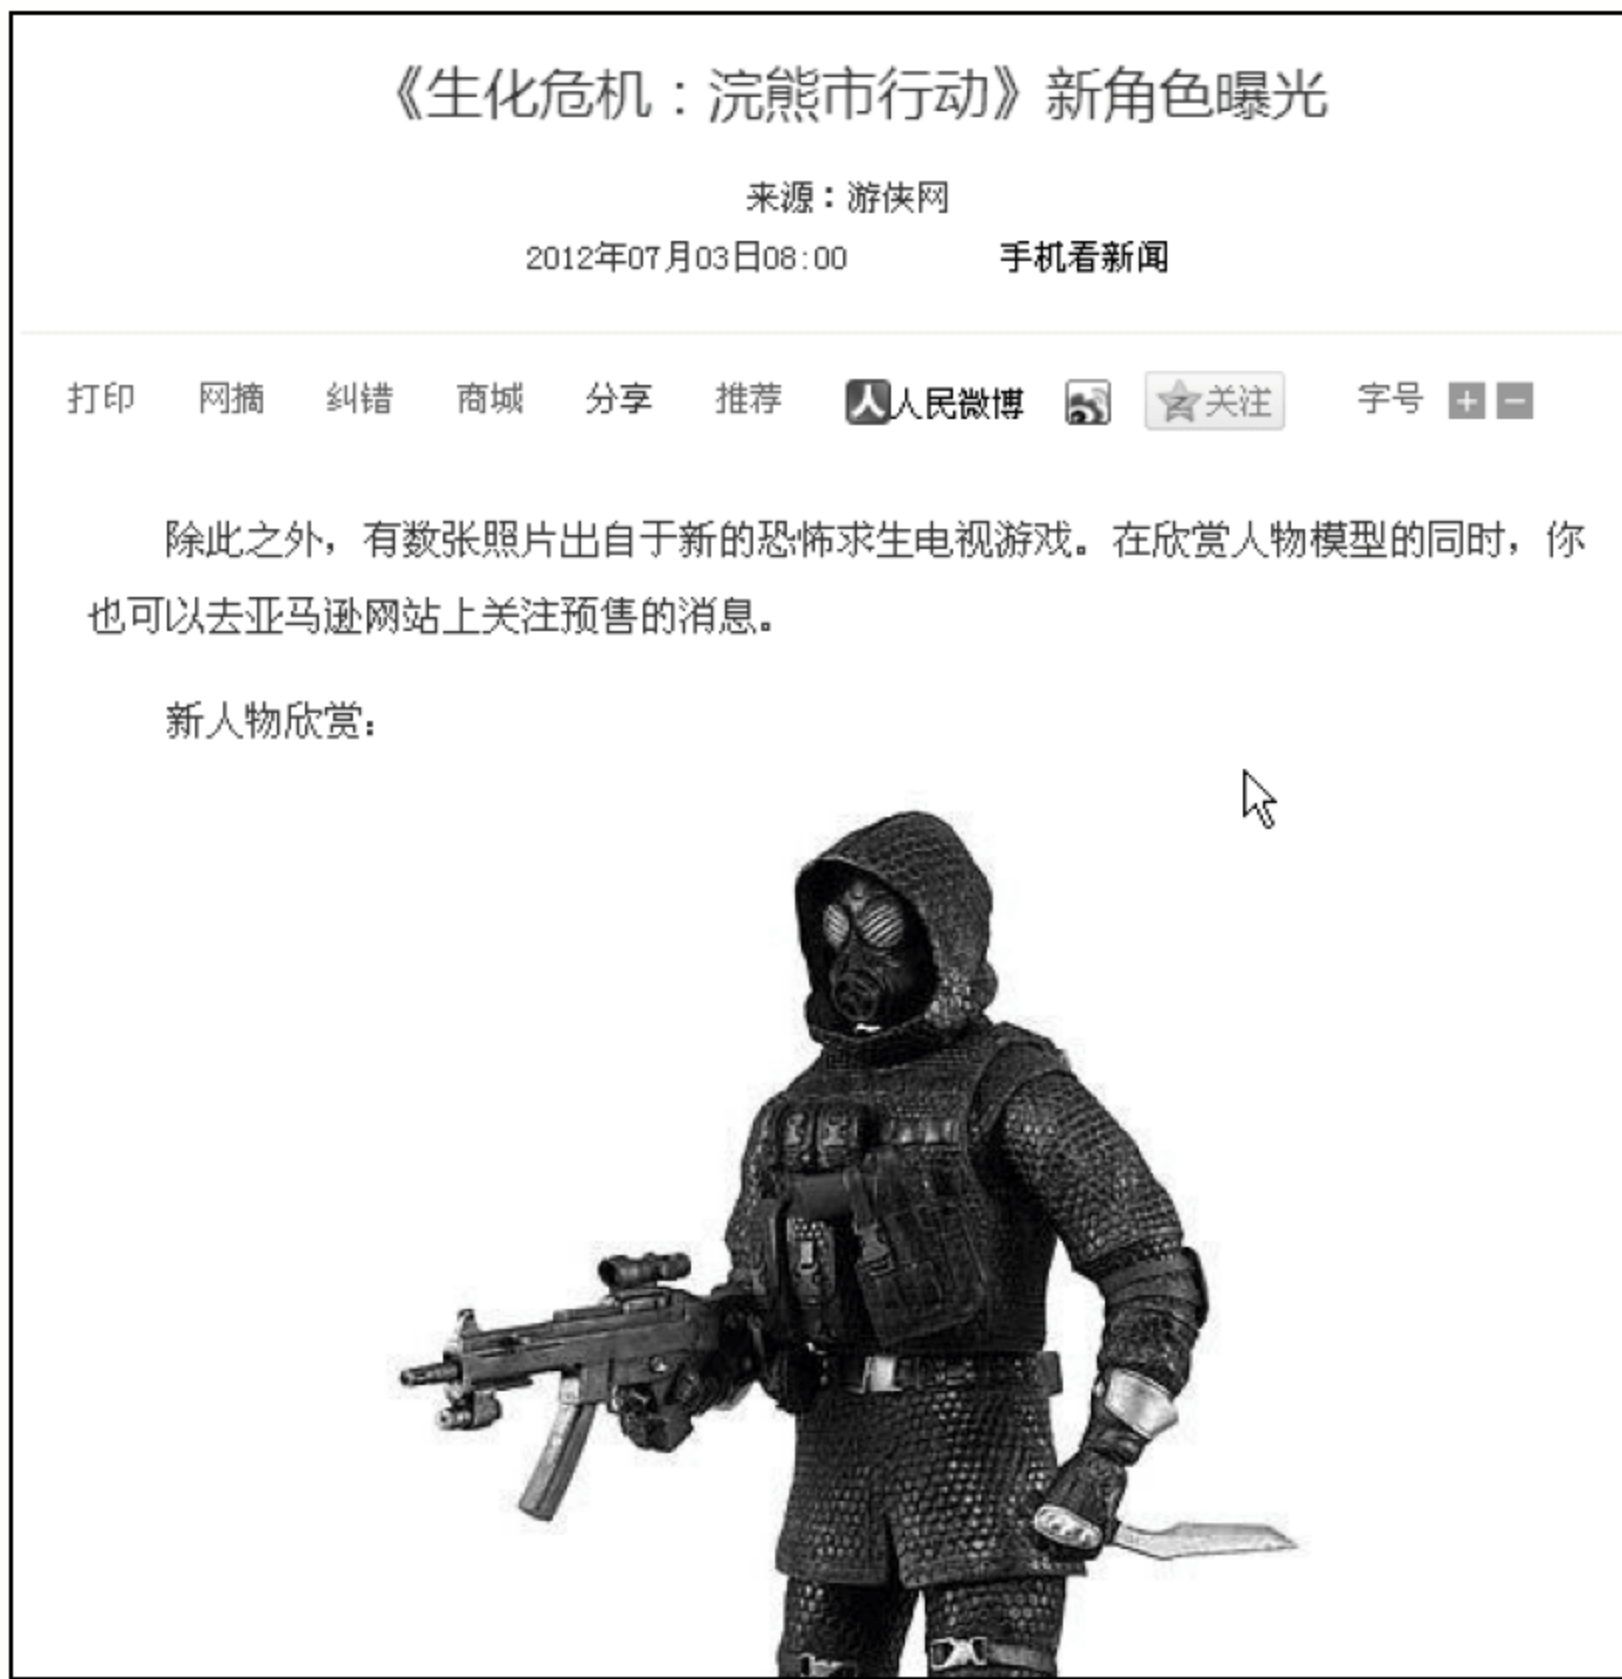 《生化危机：浣熊市行动》新角色曝光
来源：游侠网
2012年07月03日08:00 手机看新闻
打印 网摘 纠错 商城 分享 推荐 人民微博 关注 字号
除此之外，有数张照片出自于新的恐怖求生电视游戏。在欣赏人物模型的同时，你
也可以去亚马逊网站上关注预售的消息。
新人物欣赏：